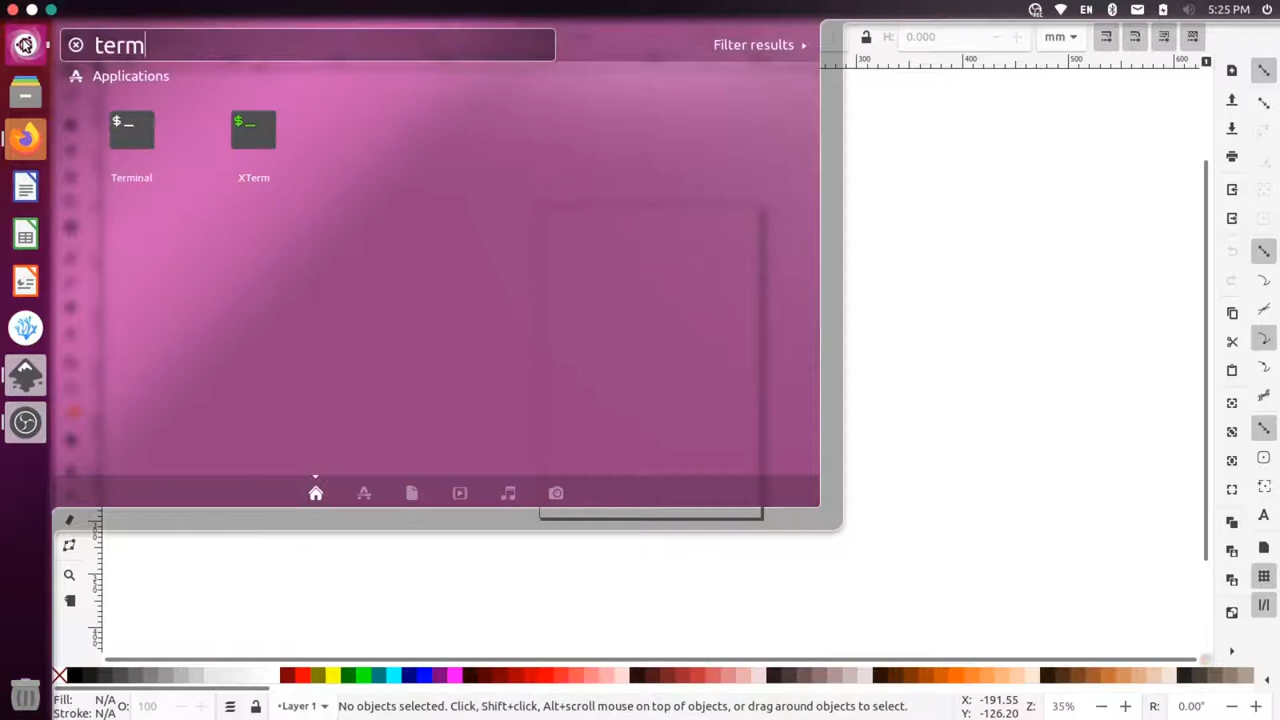 EN
5:25 PM
term
Filter results
H: 0.000
mm
Applications
300
400
500
600
1
$_
$_
Terminal
XTerm
A
Fill: N/A
Stroke: N/A
O: 100
•Layer 1
No objects selected. Click, Shift+click, Alt+scroll mouse on top of objects, or drag around objects to select.
X: -191.55
Y: -126.20
Z: 35%
R: 0.00°